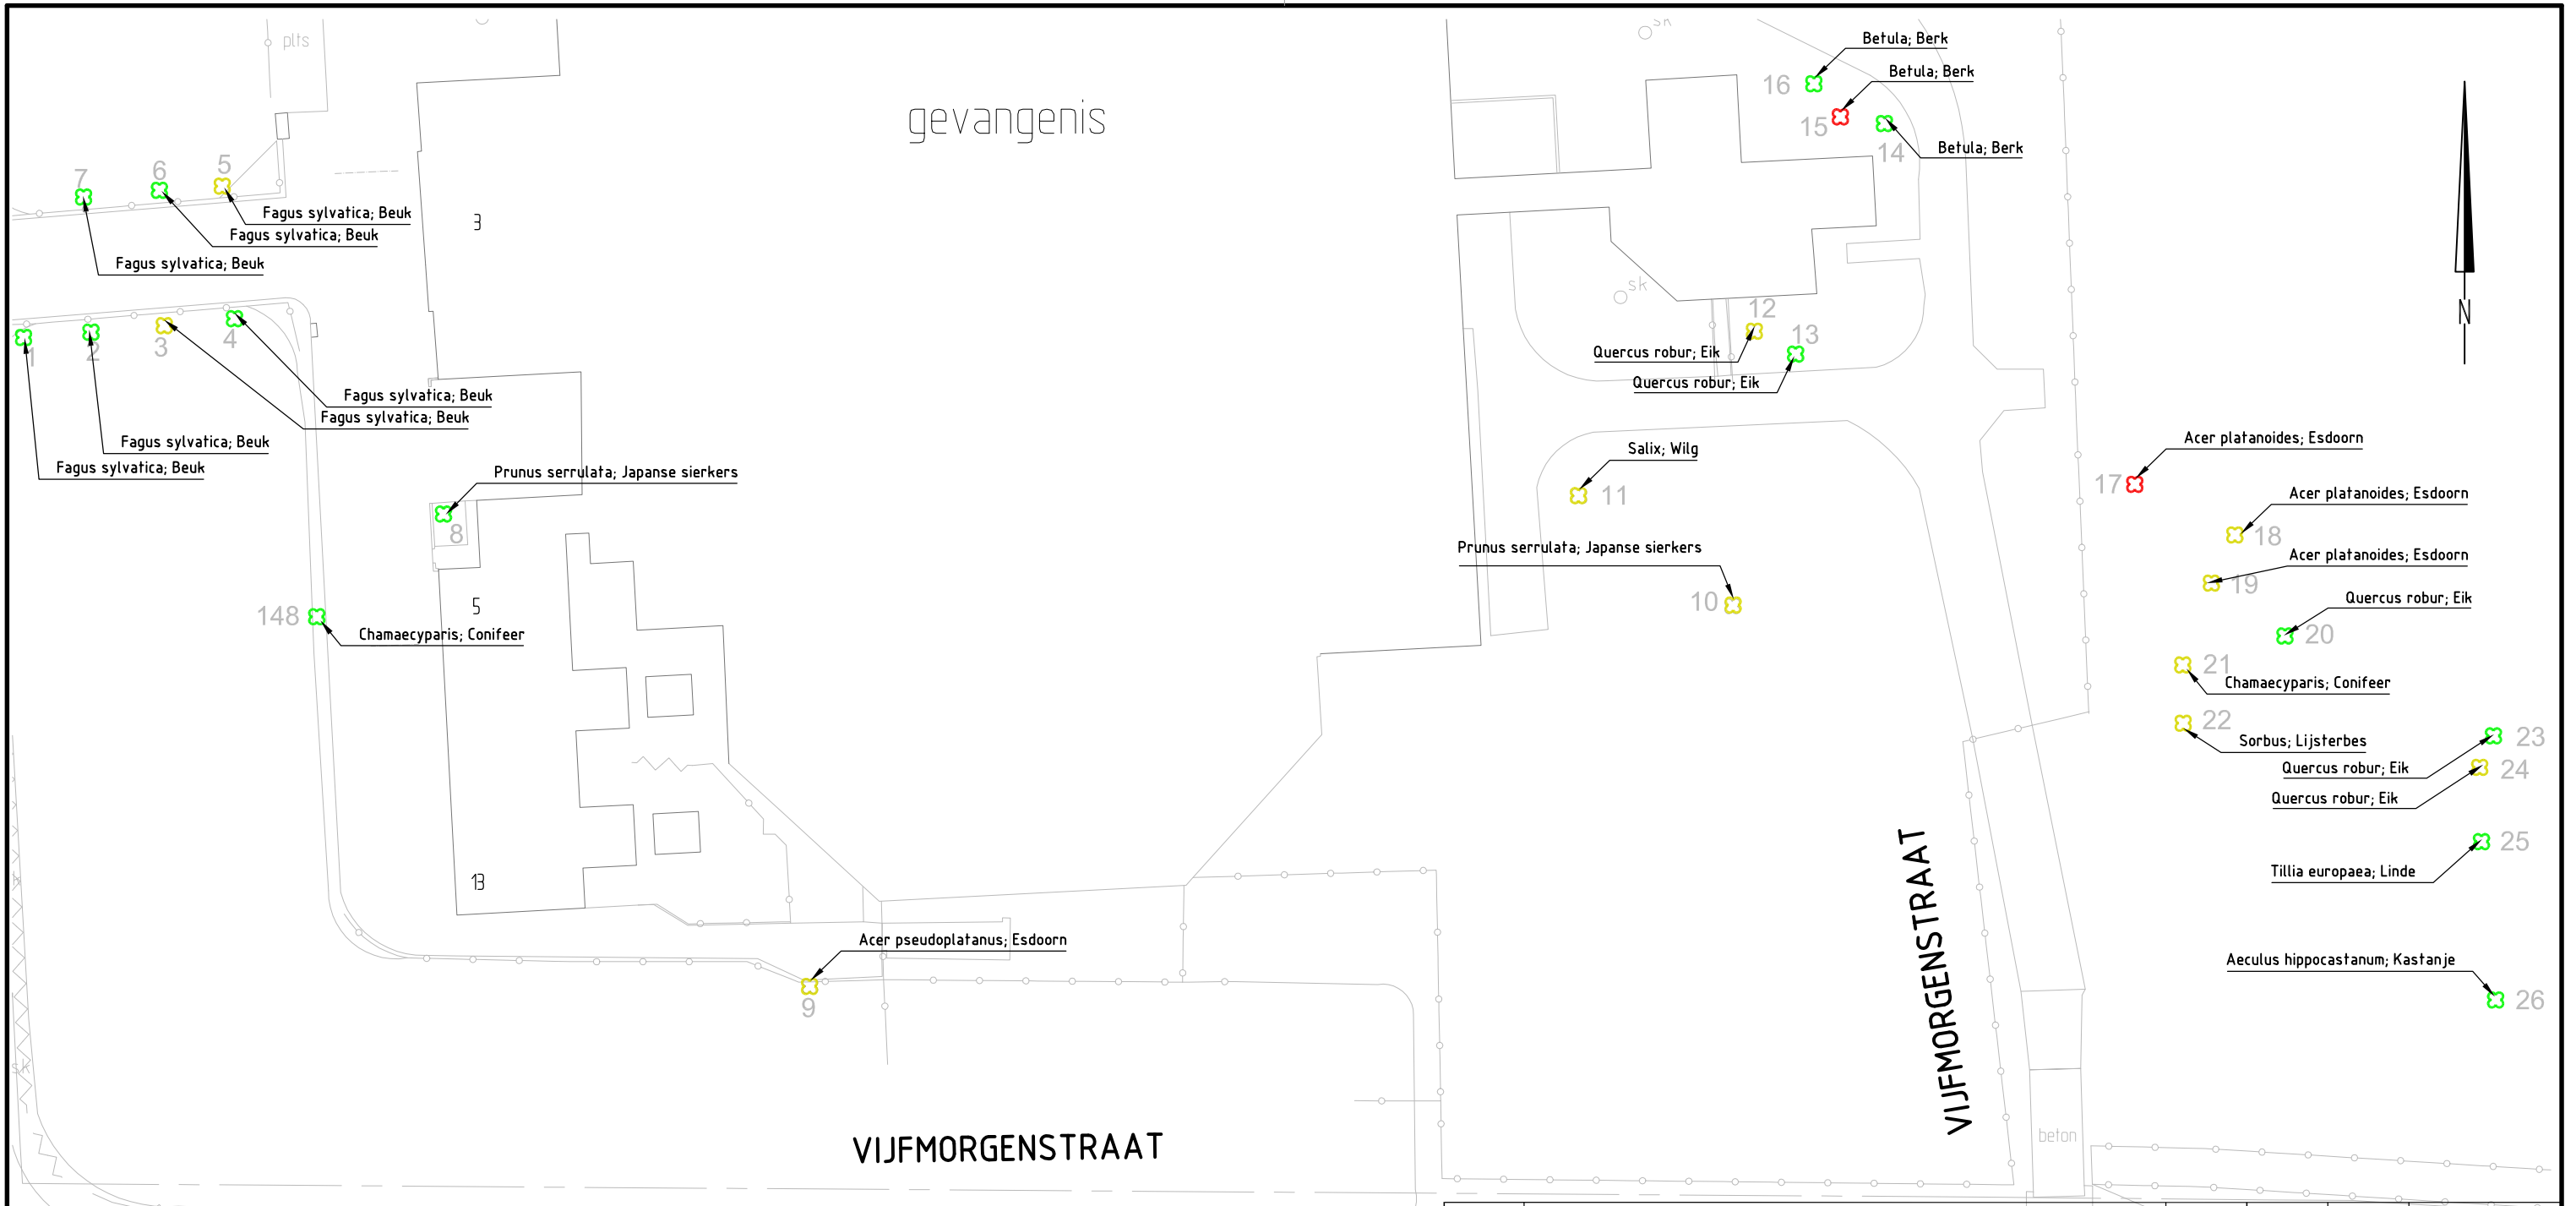 plts
sk
Betula; Berk
16
Betula; Berk
15
14
Betula; Berk
gevangenis
7
6
5
Fagus sylvatica; Beuk
Fagus sylvatica; Beuk
Fagus sylvatica; Beuk
3
sk
N
12
13
Quercus robur; Eik
Quercus robur; Eik
1
2
3
4
Fagus sylvatica; Beuk
Fagus sylvatica; Beuk
Fagus sylvatica; Beuk
Fagus sylvatica; Beuk
Prunus serrulata; Japanse sierkers
8
Salix; Wilg
11
Acer platanoides; Esdoorn
17
Acer platanoides; Esdoorn
18
Prunus serrulata; Japanse sierkers
10
Acer platanoides; Esdoorn
19
Quercus robur; Eik
20
5
148
Chamaecyparis; Conifeer
21
Chamaecyparis; Conifeer
22
Sorbus; Lijsterbes
23
Quercus robur; Eik
24
Quercus robur; Eik
25
Tillia europaea; Linde
13
Acer pseudoplatanus; Esdoorn
9
Aeculus hippocastanum; Kastanje
26
VIJFMORGENSTRAAT
sk
VIJFMORGENSTRAAT
beton